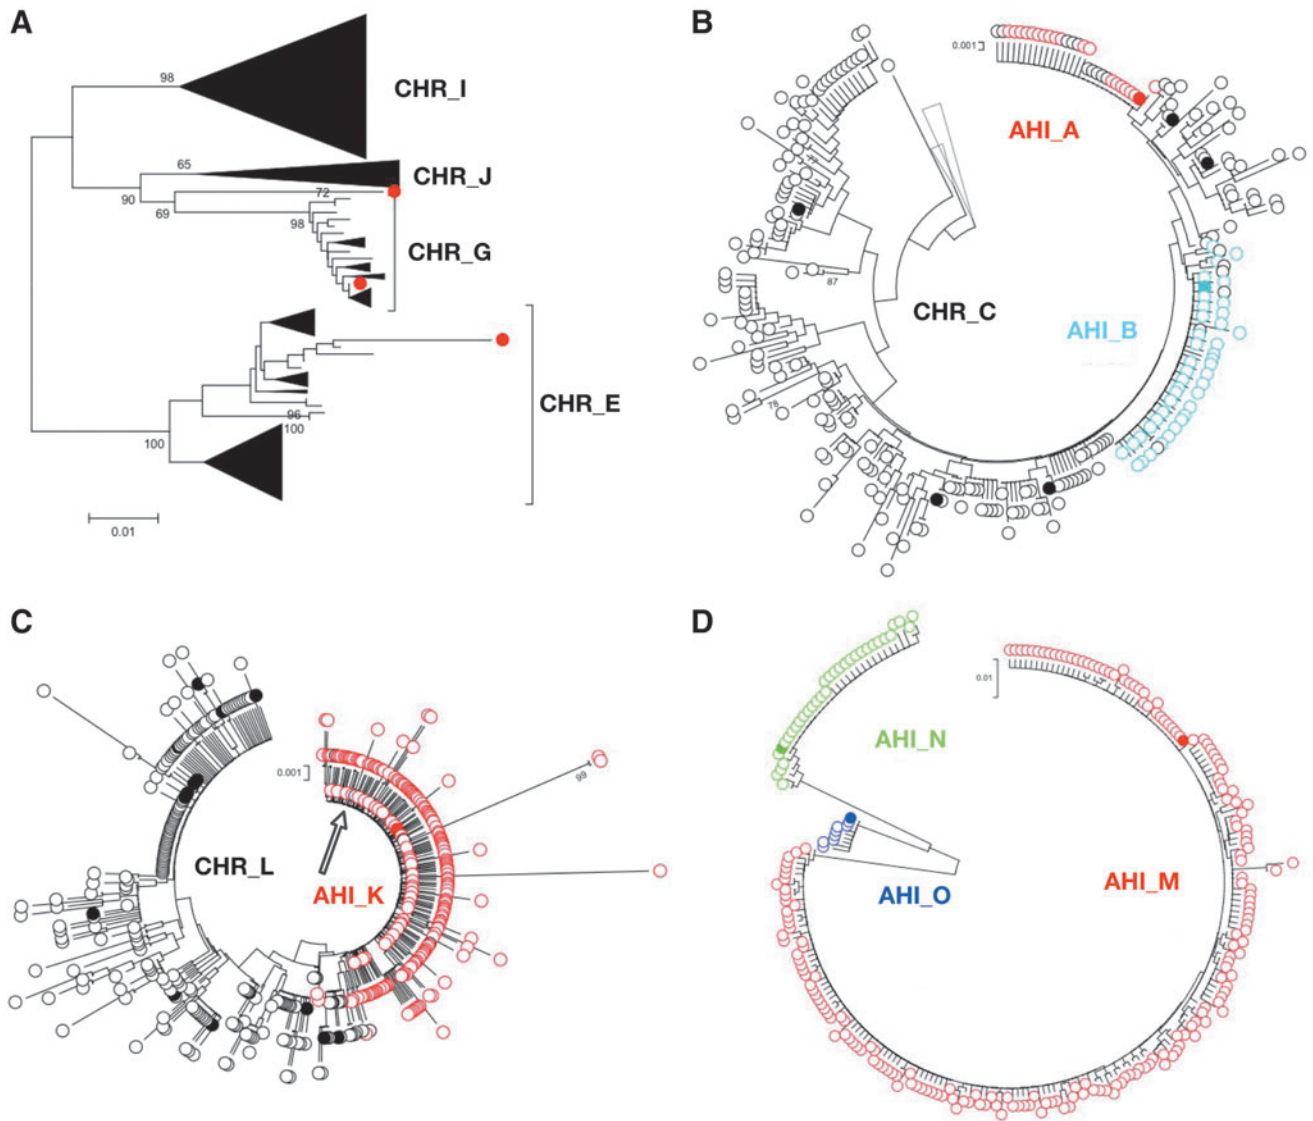 A
98
CHR_I
65
CHR_J
90
72
69
98
CHR_G
CHR_E
96
100
100
0.01
B
0.001
AHI_A
87
CHR_C
AHI_B
78
C
0.001
99
CHR_L
AHI_K
D
0.01
AHI_N
AHI_O
AHI_M